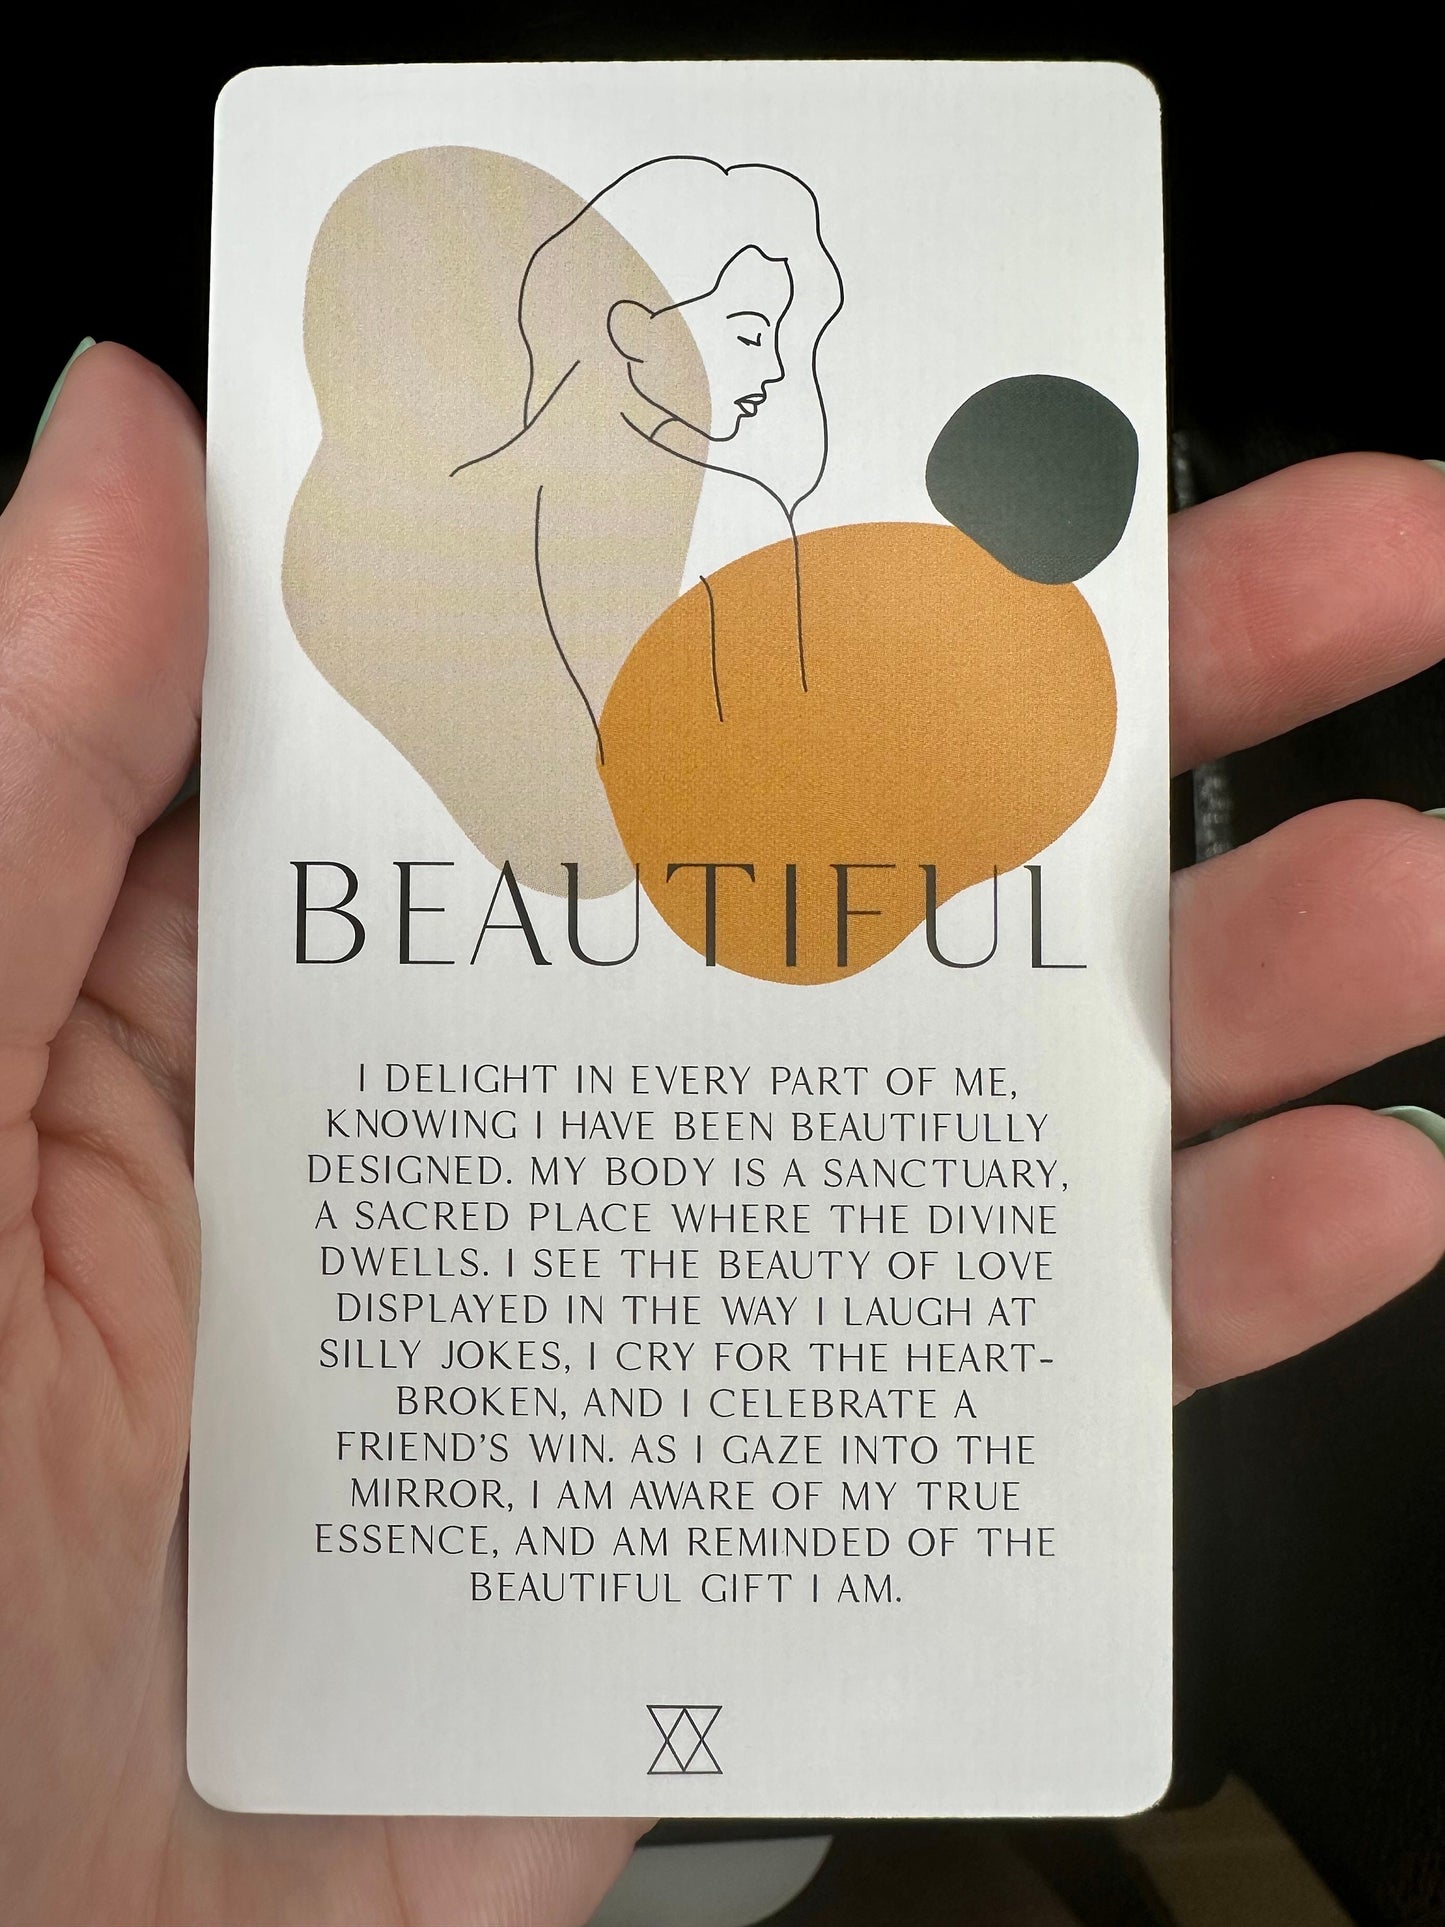 BEAUTIFUL
I DELIGHT IN EVERY PART OF ME,
KNOWING I HAVE BEEN BEAUTIFULLY
DESIGNED. MY BODY IS A SANCTUARY,
A SACRED PLACE WHERE THE DIVINE
DWELLS. I SEE THE BEAUTY OF LOVE
DISPLAYED IN THE WAY I LAUGH AT
SILLY JOKES, I CRY FOR THE HEART-
BROKEN, AND I CELEBRATE A
FRIEND'S WIN. AS I GAZE INTO THE
MIRROR, I AM AWARE OF MY TRUE
ESSENCE, AND AM REMINDED OF THE
BEAUTIFUL GIFT I AM.